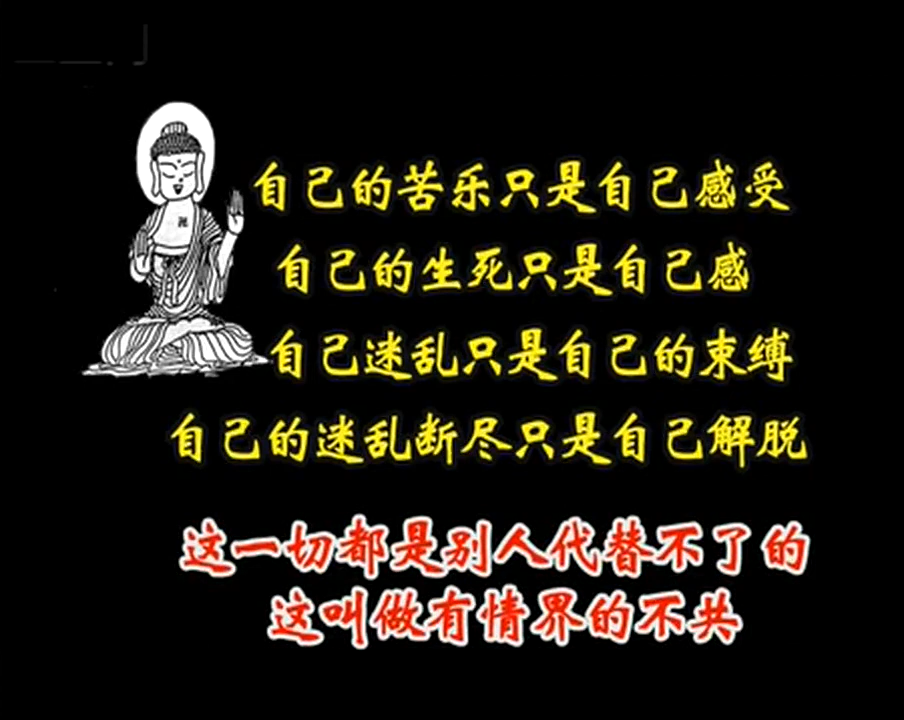 自己的苦乐只是自己感受
自己的生死只是自己感
自己迷乱只是自己的束缚
自己的迷乱断尽只是自己解脱
这一切都是别人代替不了的
这叫做有情界的不共